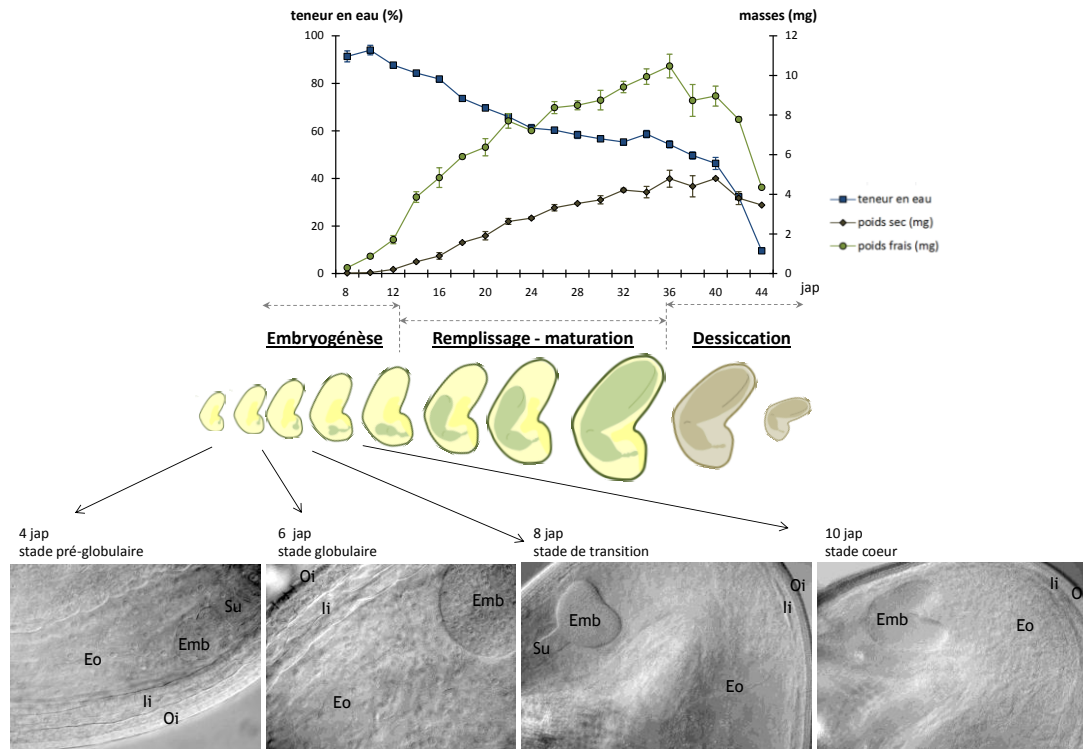 teneur en eau (%)
masses (mg)
100
80
60
40
20
0
12
10
8
6
4
2
0
8 12 16 20 24 28 32 36 40 44
jap
teneur en eau
poids sec (mg)
poids frais (mg)
Embryogénèse
Remplissage - maturation
Dessiccation
4 jap
stade pré-globulaire
6 jap
stade globulaire
8 jap
stade de transition
10 jap
stade coeur
Su
Emb
Eo
Ii
Oi
Oi
Ii
Emb
Eo
Oi
Ii
Emb
Su
Eo
Ii
O
Emb
Eo